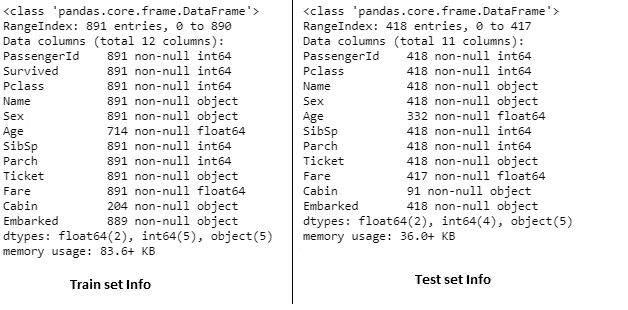 <class 'pandas.core.frame.DataFrame'>
RangeIndex: 891 entries, 0 to 890
Data columns (total 12 columns):
PassengerId    891 non-null int64
Survived       891 non-null int64
Pclass         891 non-null int64
Name           891 non-null object
Sex            891 non-null object
Age            714 non-null float64
SibSp          891 non-null int64
Parch          891 non-null int64
Ticket         891 non-null object
Fare           891 non-null float64
Cabin          204 non-null object
Embarked       889 non-null object
dtypes: float64(2), int64(5), object(5)
memory usage: 83.6+ KB
Train set Info
<class 'pandas.core.frame.DataFrame'>
RangeIndex: 418 entries, 0 to 417
Data columns (total 11 columns):
PassengerId    418 non-null int64
Pclass         418 non-null int64
Name           418 non-null object
Sex            418 non-null object
Age            332 non-null float64
SibSp          418 non-null int64
Parch          418 non-null int64
Ticket         418 non-null object
Fare           417 non-null float64
Cabin          91 non-null object
Embarked       418 non-null object
dtypes: float64(2), int64(4), object(5)
memory usage: 36.0+ KB
Test set Info